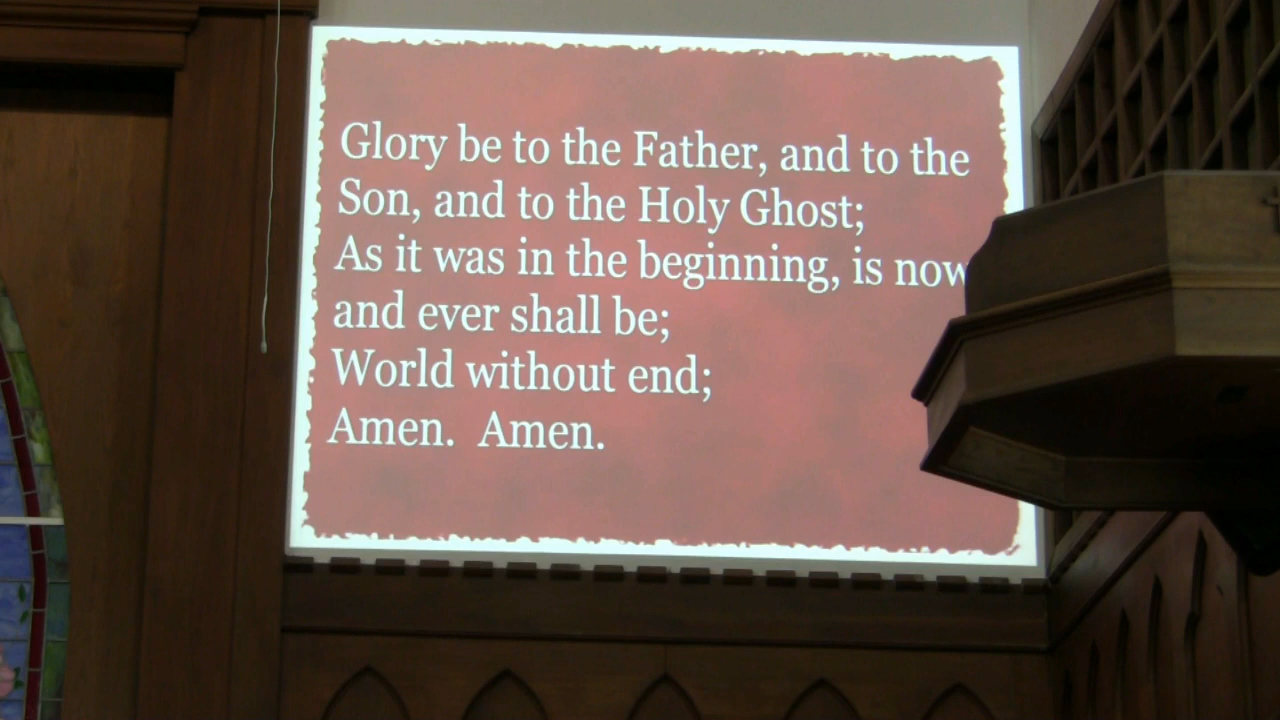 Glory be to the Father, and to the
Son, and to the Holy Ghost;
As it was in the beginning, is now
and ever shall be;
World without end;
Amen.  Amen.